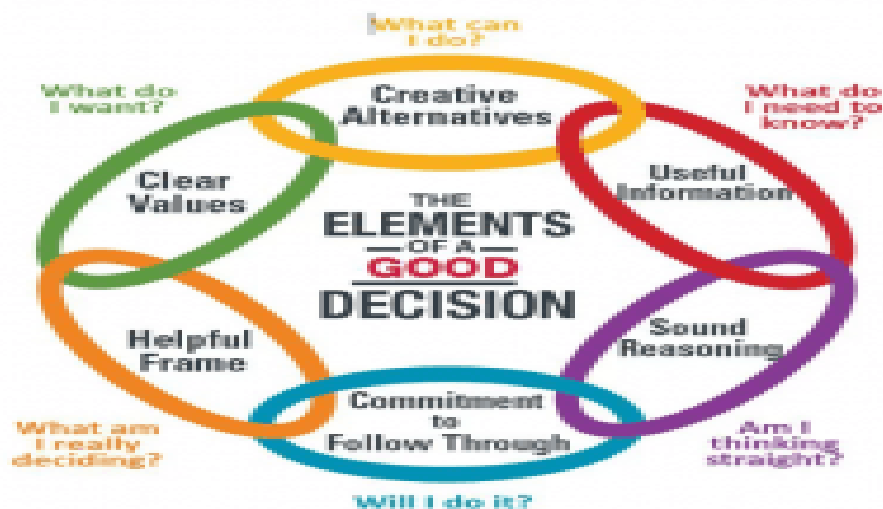 What can
I do?
Creative
Alternatives
What do
I want?
Clear
Values
What do
I need to
know?
Useful
Information
THE
ELEMENTS
OF A
GOOD
DECISION
Helpful
Frame
What am
I really
deciding?
Sound
Reasoning
Am I
thinking
straight?
Commitment
to
Follow Through
Will I do it?